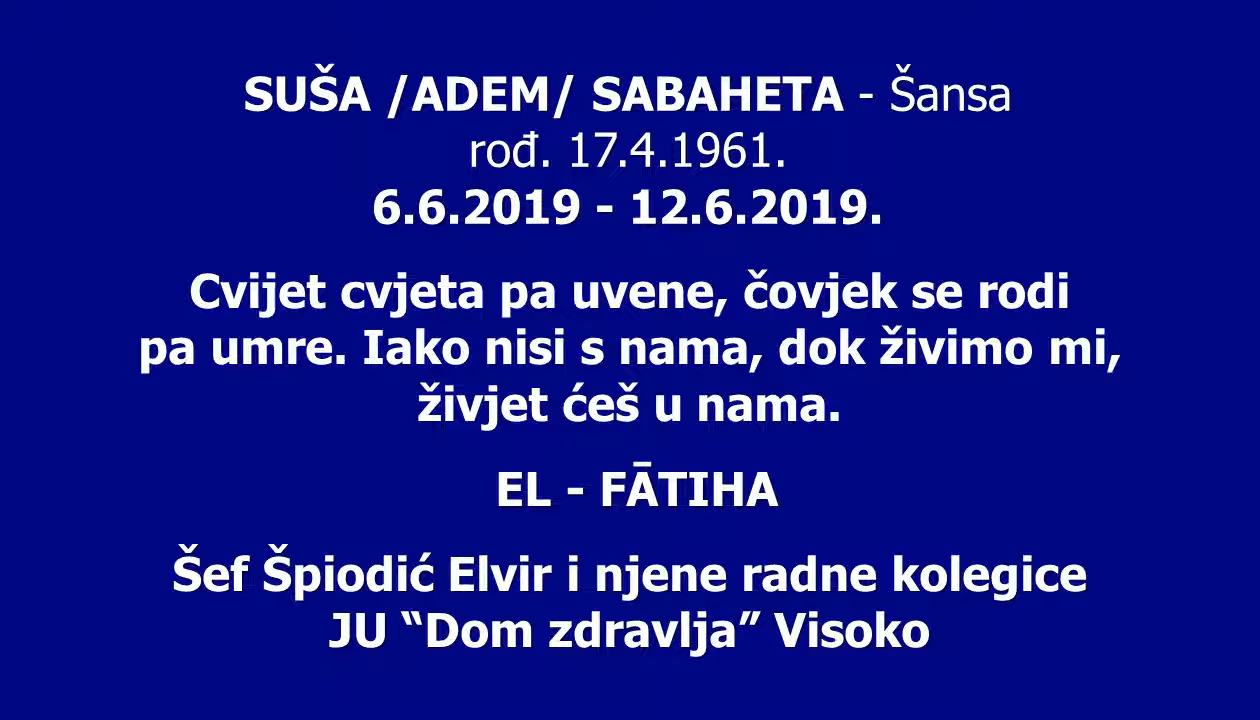 SUŠA /ADEM/ SABAHETA - Šansa
rođ. 17.4.1961.
6.6.2019 - 12.6.2019.
Cvijet cvjeta pa uvene, čovjek se rodi
pa umre. Iako nisi s nama, dok živimo mi,
živjet ćeš u nama.
EL - FĀTIHA
Šef Špiodić Elvir i njene radne kolegice
JU “Dom zdravlja” Visoko